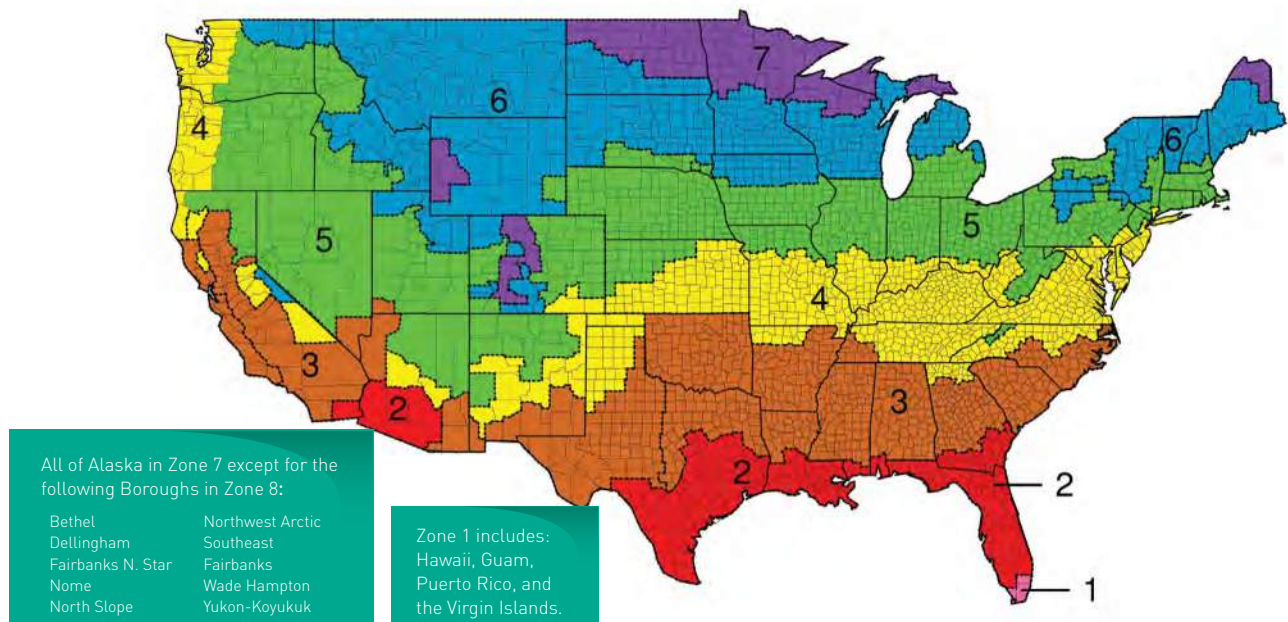 7
6
4
6
5
5
4
3
3
2
2
2
1
All of Alaska in Zone 7 except for the
following Boroughs in Zone 8:
Bethel
Dellingham
Fairbanks N. Star
Nome
North Slope
Northwest Arctic
Southeast
Fairbanks
Wade Hampton
Yukon-Koyukuk
Zone 1 includes:
Hawaii, Guam,
Puerto Rico, and
the Virgin Islands.